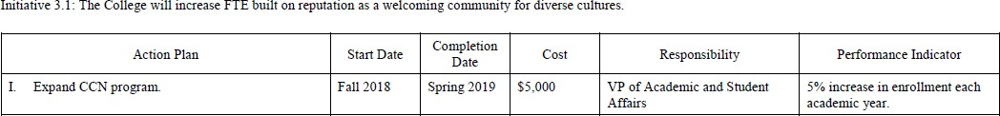 Initiative 3.1: The College will increase FTE built on reputation as a welcoming community for diverse cultures.
Action Plan
Start Date
Completion
Date
Cost
Responsibility
Performance Indicator
I. Expand CCN program.
Fall 2018
Spring 2019
$5,000
VP of Academic and Student
Affairs
5% increase in enrollment each
academic year.